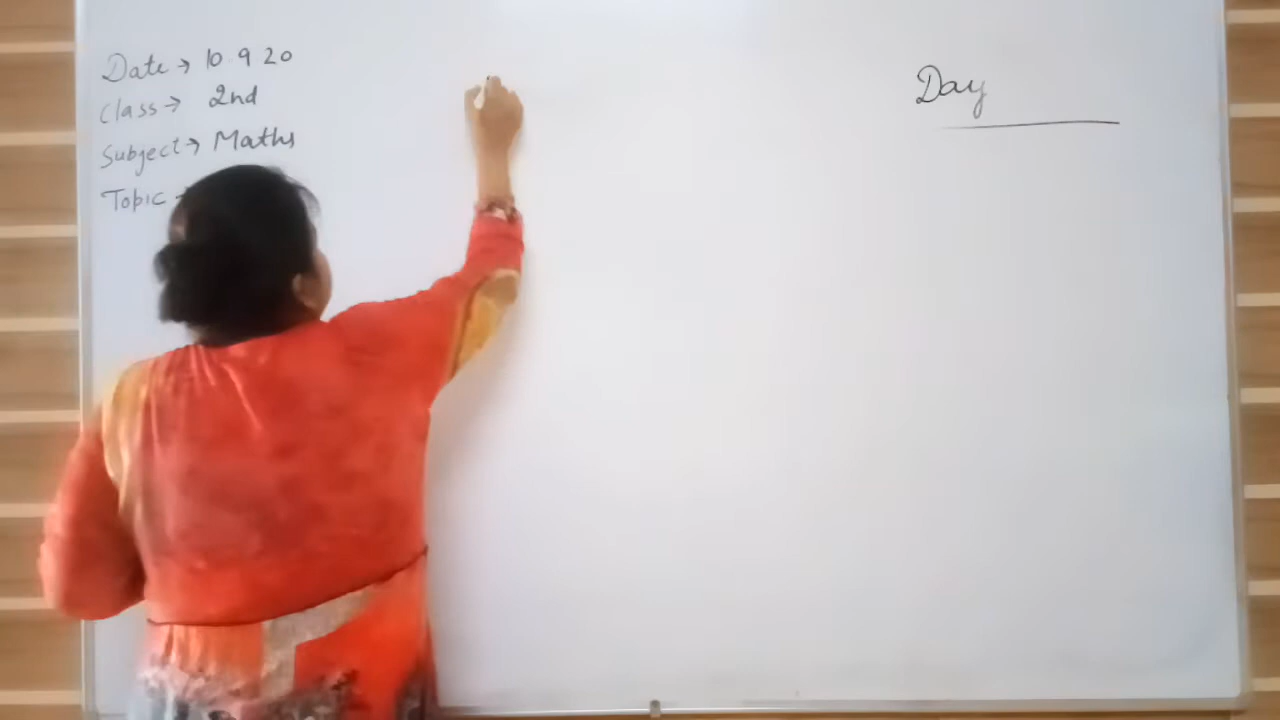 Date → 10.9.20
Class → 2nd
Subject → Maths
Topic →
Day